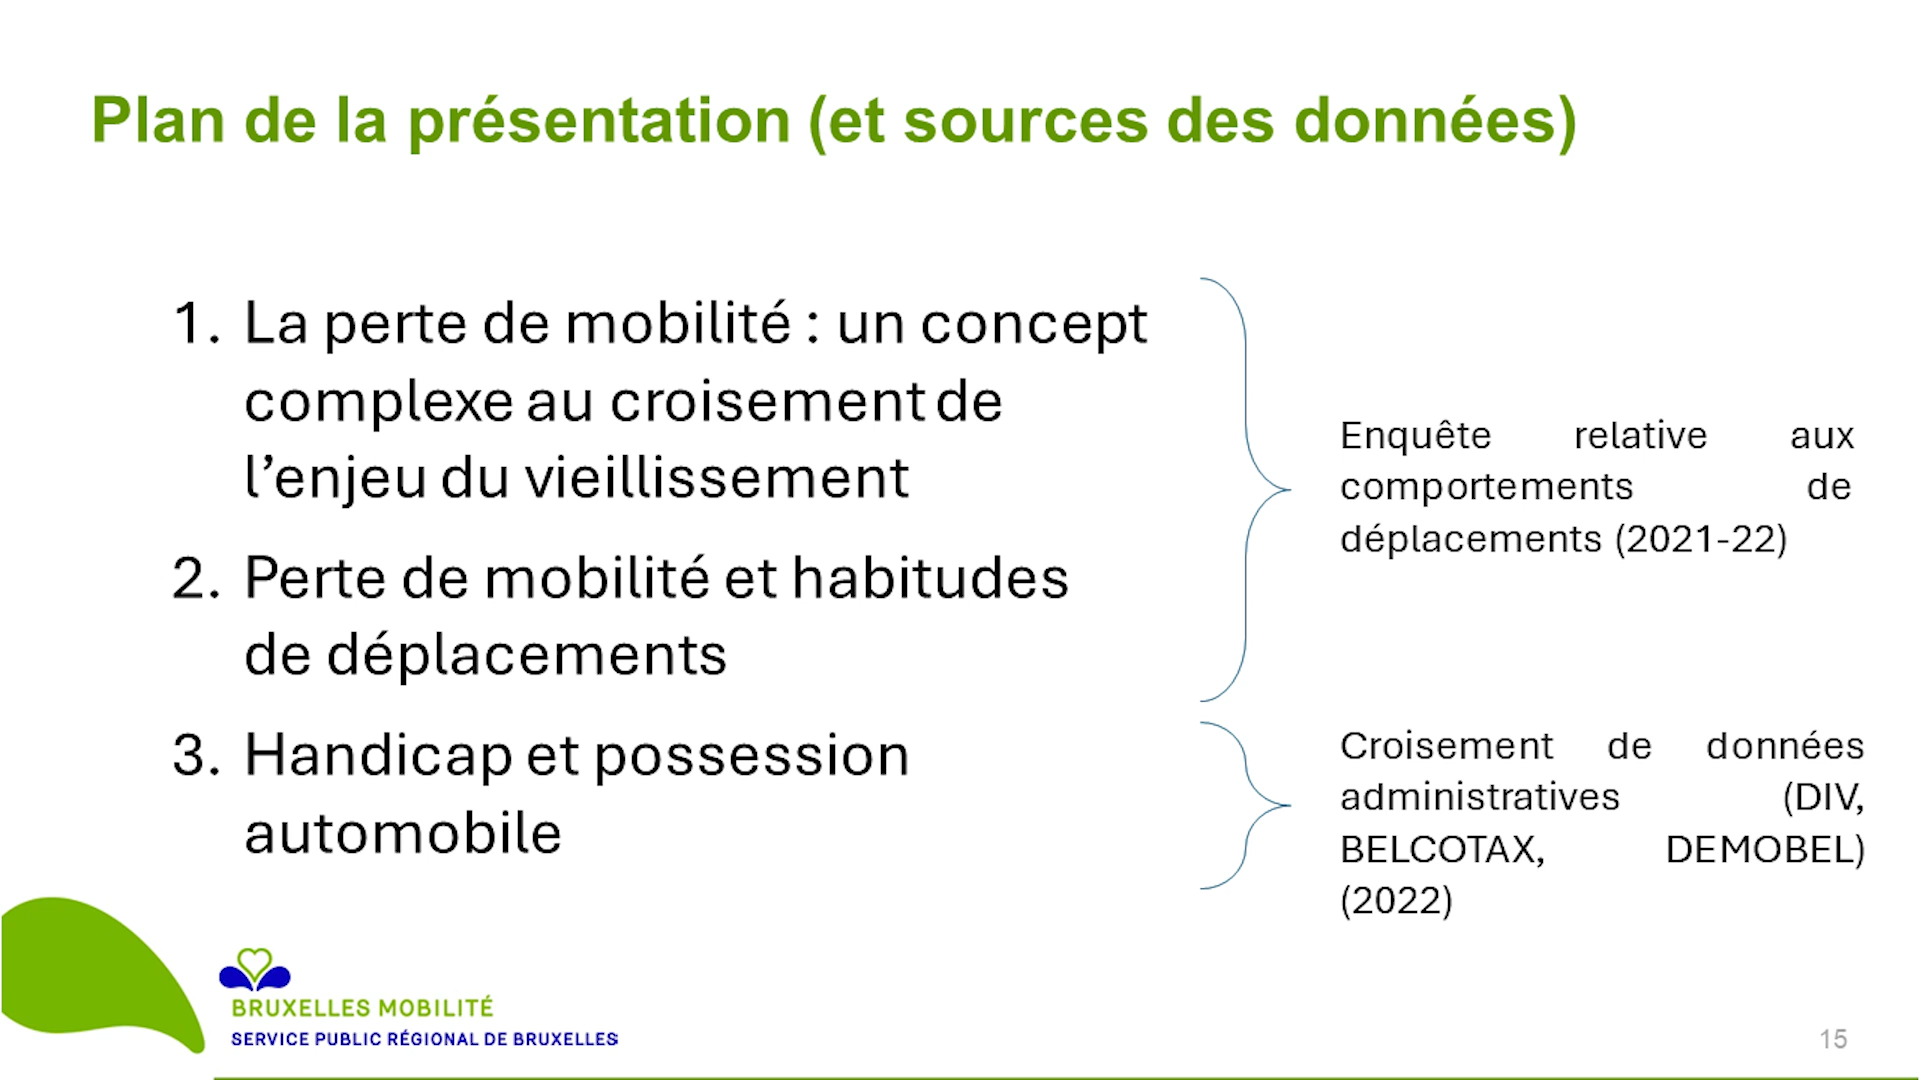 Plan de la présentation (et sources des données)
1. La perte de mobilité : un concept
complexe au croisement de
l’enjeu du vieillissement
2. Perte de mobilité et habitudes
de déplacements
3. Handicap et possession
automobile
Enquête relative aux
comportements de
déplacements (2021-22)
Croisement de données
administratives (DIV,
BELCOTAX, DEMOBEL)
(2022)
BRUXELLES MOBILITÉ
SERVICE PUBLIC RÉGIONAL DE BRUXELLES
15